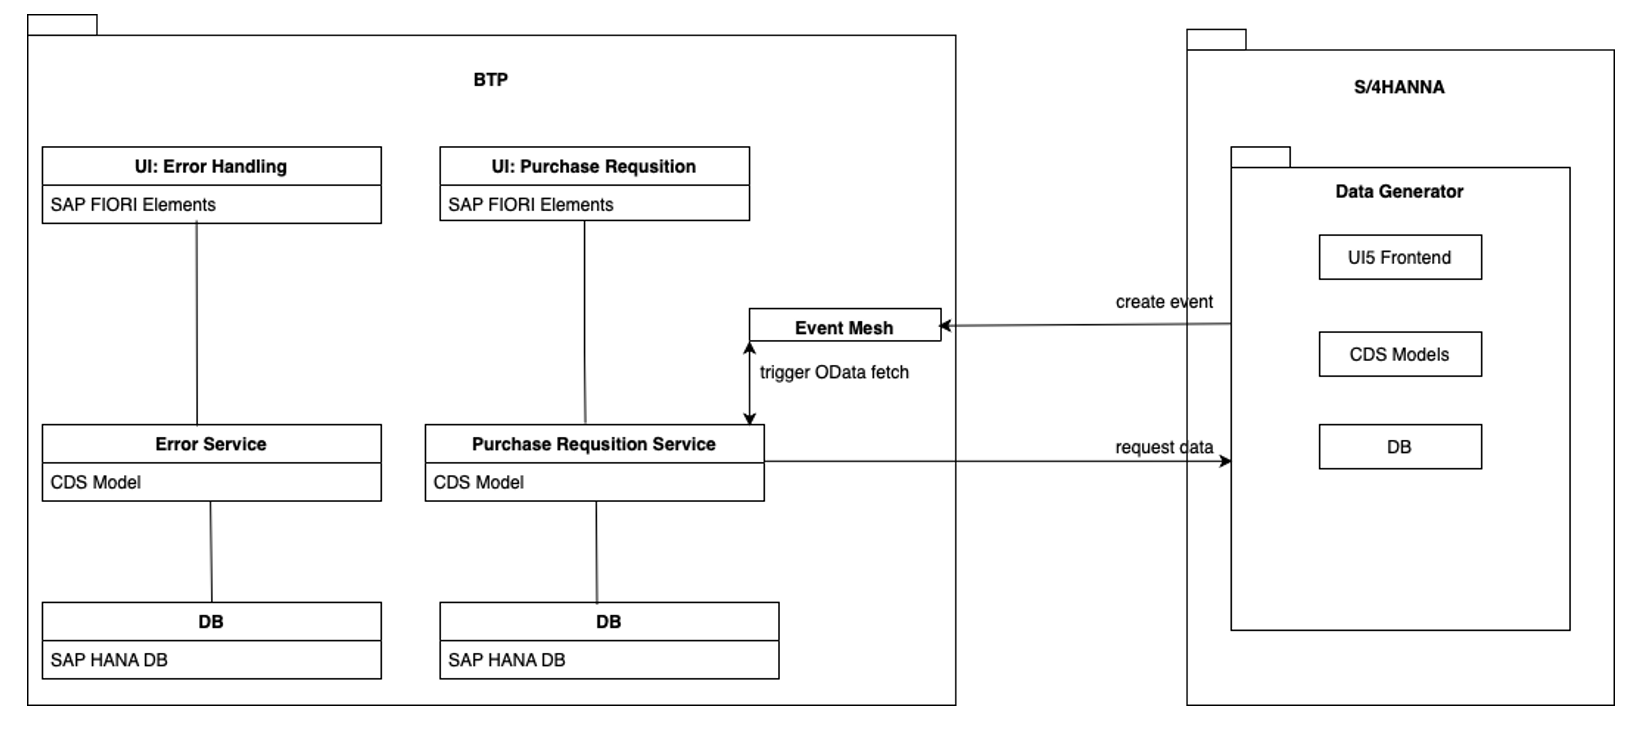 BTP
UI: Error Handling
SAP FIORI Elements
UI: Purchase Requsition
SAP FIORI Elements
Event Mesh
trigger OData fetch
Error Service
CDS Model
Purchase Requsition Service
CDS Model
DB
SAP HANA DB
DB
SAP HANA DB
create event
request data
S/4HANNA
Data Generator
UI5 Frontend
CDS Models
DB